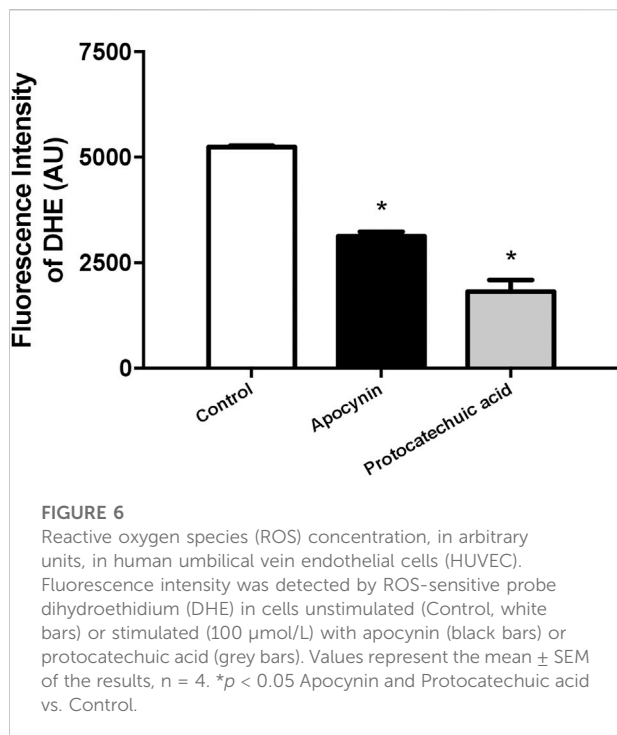 7500
5000
2500
0
Fluorescence Intensity
of DHE (AU)
*
*
Control
Apocynin
Protocatechuic acid
FIGURE 6
Reactive oxygen species (ROS) concentration, in arbitrary
units, in human umbilical vein endothelial cells (HUVEC).
Fluorescence intensity was detected by ROS-sensitive probe
dihydroethidium (DHE) in cells unstimulated (Control, white
bars) or stimulated (100 μmol/L) with apocynin (black bars) or
protocatechuic acid (grey bars). Values represent the mean ± SEM
of the results, n = 4. *p < 0.05 Apocynin and Protocatechuic acid
vs. Control.